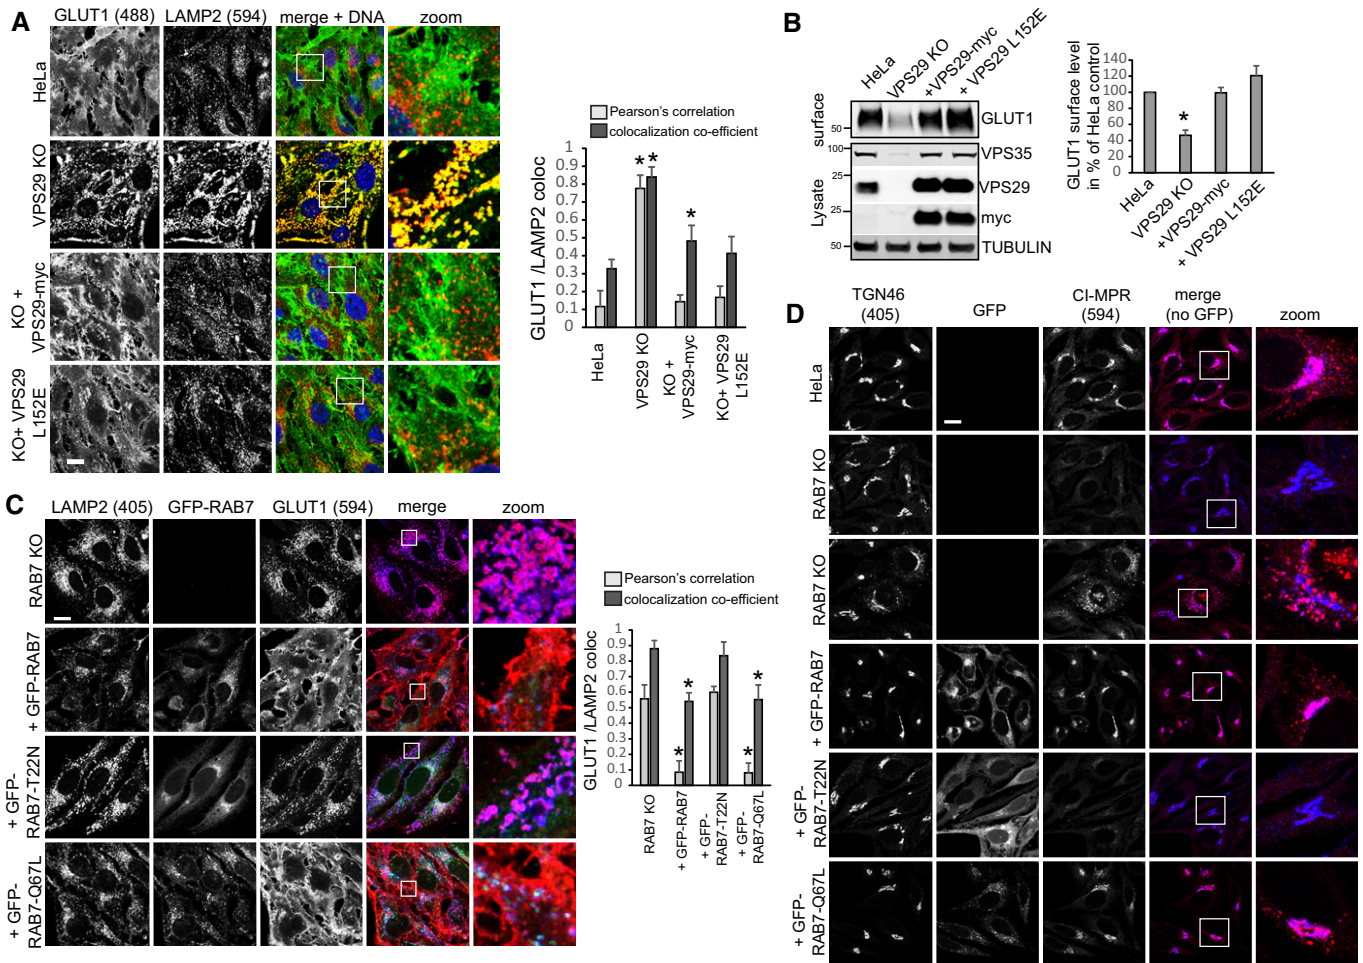 A
GLUT1 (488) LAMP2 (594) merge + DNA zoom
HeLa
VPS29 KO
KO +
VPS29-myc
KO+ VPS29
L152E
Pearson's correlation
colocalization co-efficient
GLUT1 /LAMP2 coloc
1
0.9
0.8
0.7
0.6
0.5
0.4
0.3
0.2
0.1
0
* *
*
HeLa
VPS29 KO
KO +
VPS29-myc
KO+ VPS29
L152E
B
HeLa
VPS29 KO
+VPS29-myc
+ VPS29 L152E
surface
Lysate
50
GLUT1
100
VPS35
25
VPS29
25
myc
50
TUBULIN
GLUT1 surface level
in % of HeLa control
140
120
100
80
60
40
20
0
*
HeLa
VPS29 KO
+VPS29-myc
+ VPS29 L152E
C
LAMP2 (405) GFP-RAB7 GLUT1 (594) merge zoom
RAB7 KO
+ GFP-RAB7
+ GFP-
RAB7-T22N
+ GFP-
RAB7-Q67L
Pearson's correlation
colocalization co-efficient
GLUT1 /LAMP2 coloc
1
0.9
0.8
0.7
0.6
0.5
0.4
0.3
0.2
0.1
0
* *
* *
RAB7 KO
+ GFP-RAB7
+ GFP-
RAB7-T22N
+ GFP-
RAB7-Q67L
D
TGN46
(405)
GFP
CI-MPR
(594)
merge
(no GFP)
zoom
HeLa
RAB7 KO
RAB7 KO
+ GFP-RAB7
+ GFP-
RAB7-T22N
+ GFP-
RAB7-Q67L